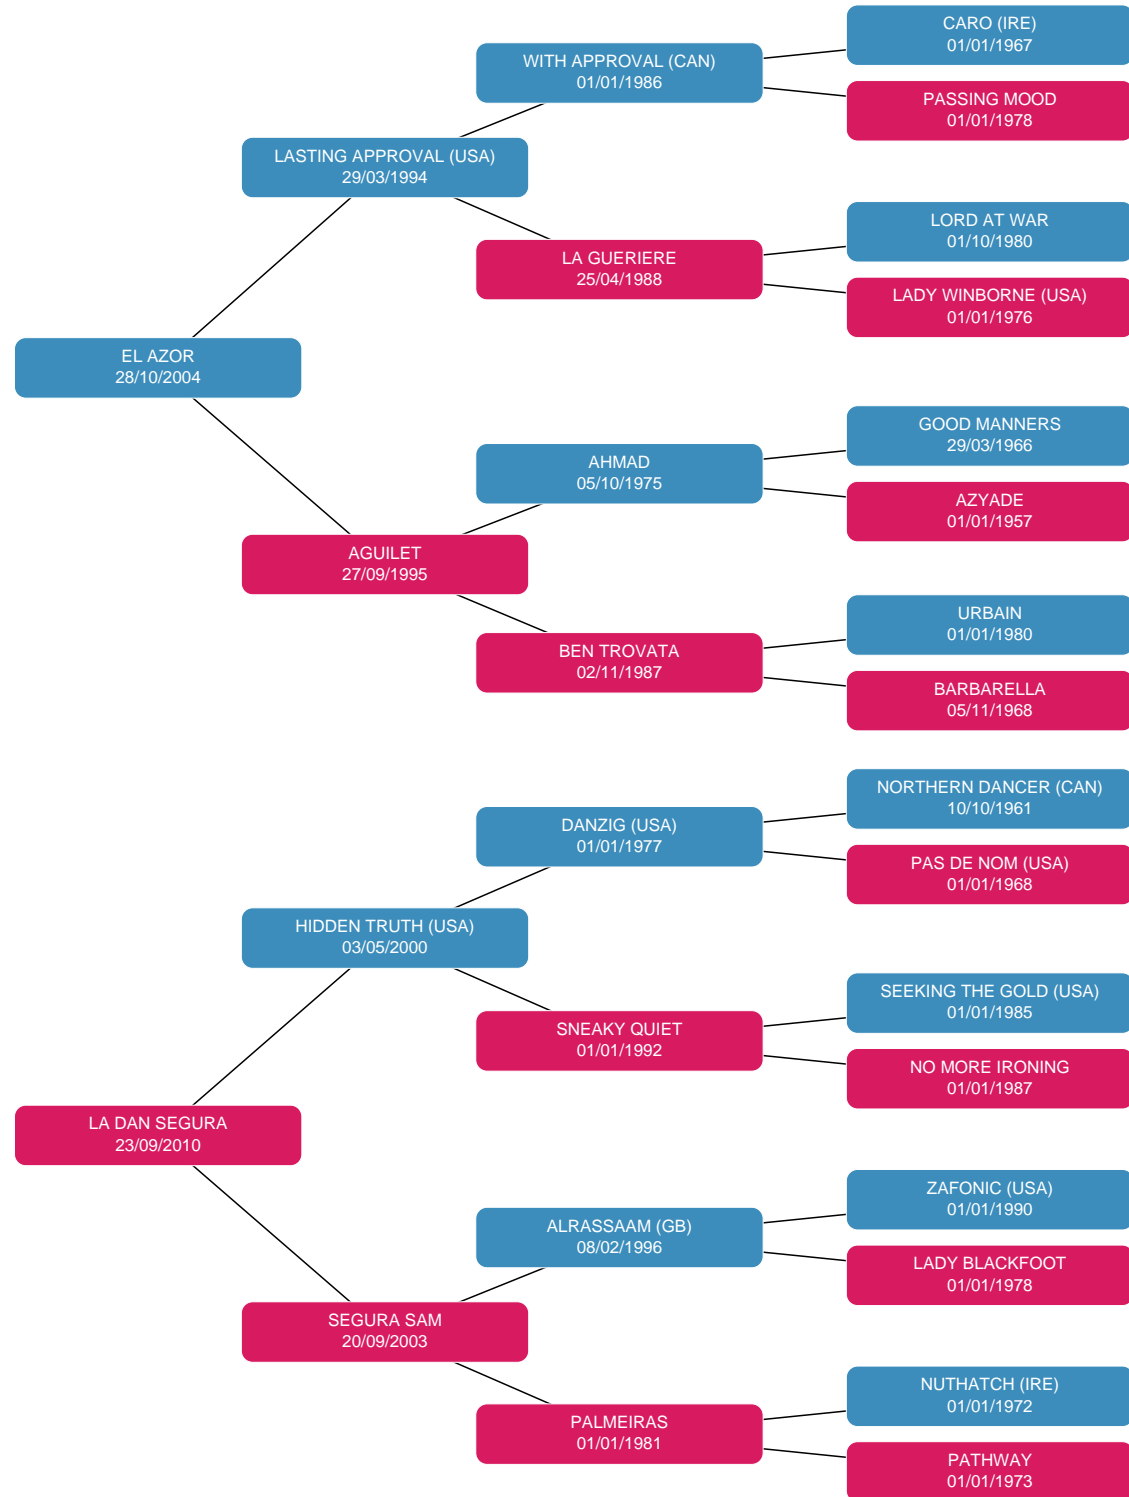 CARO (IRE)
01/01/1967
WITH APPROVAL (CAN)
01/01/1986
PASSING MOOD
01/01/1978
LASTING APPROVAL (USA)
29/03/1994
LORD AT WAR
01/10/1980
LA GUERIERE
25/04/1988
LADY WINBORNE (USA)
01/01/1976
EL AZOR
28/10/2004
GOOD MANNERS
29/03/1966
AHMAD
05/10/1975
AZYADE
01/01/1957
AGUILET
27/09/1995
URBAIN
01/01/1980
BEN TROVATA
02/11/1987
BARBARELLA
05/11/1968
NORTHERN DANCER (CAN)
10/10/1961
DANZIG (USA)
01/01/1977
PAS DE NOM (USA)
01/01/1968
HIDDEN TRUTH (USA)
03/05/2000
SEEKING THE GOLD (USA)
01/01/1985
SNEAKY QUIET
01/01/1992
NO MORE IRONING
01/01/1987
LA DAN SEGURA
23/09/2010
ZAFONIC (USA)
01/01/1990
ALRASSAAM (GB)
08/02/1996
LADY BLACKFOOT
01/01/1978
SEGURA SAM
20/09/2003
NUTHATCH (IRE)
01/01/1972
PALMEIRAS
01/01/1981
PATHWAY
01/01/1973